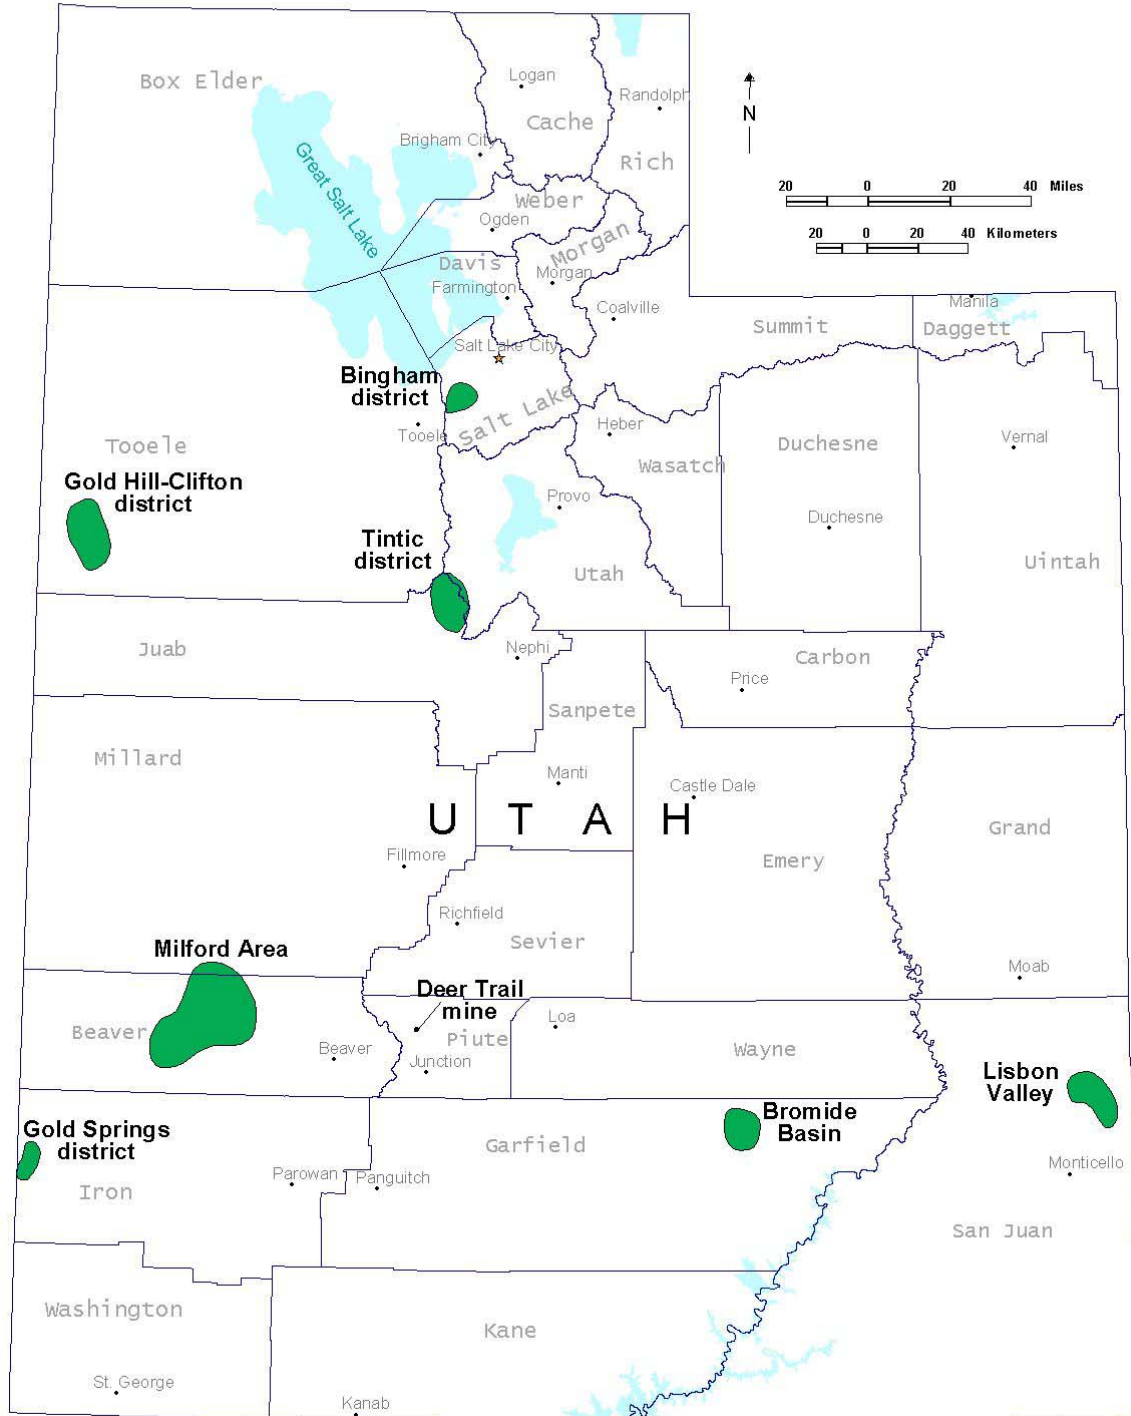 Logan
Randolph
Box Elder
Cache
N
Brigham City
Rich
Great Salt Lake
20 0 20 40 Miles
Weber
Ogden
20 0 20 40 Kilometers
Morgan
Davis
Morgan
Farmington
Coalville
Manila
Summit
Daggett
Salt Lake City
Bingham
district
Salt Lake
Tooele
Heber
Tooele
Duchesne
Vernal
Wasatch
Gold Hill-Clifton
district
Provo
Duchesne
Tintic
district
Utah
Uintah
Juab
Nephi
Carbon
Price
Sanpete
Millard
Manti
Castle Dale
UTAH
Grand
Fillmore
Emery
Richfield
Sevier
Milford Area
Moab
Deer Trail
mine
Loa
Beaver
Piute
Beaver
Junction
Wayne
Lisbon
Valley
Bromide
Basin
Gold Springs
district
Garfield
Monticello
Parowan
Panguitch
Iron
San Juan
Washington
Kane
St. George
Kanab